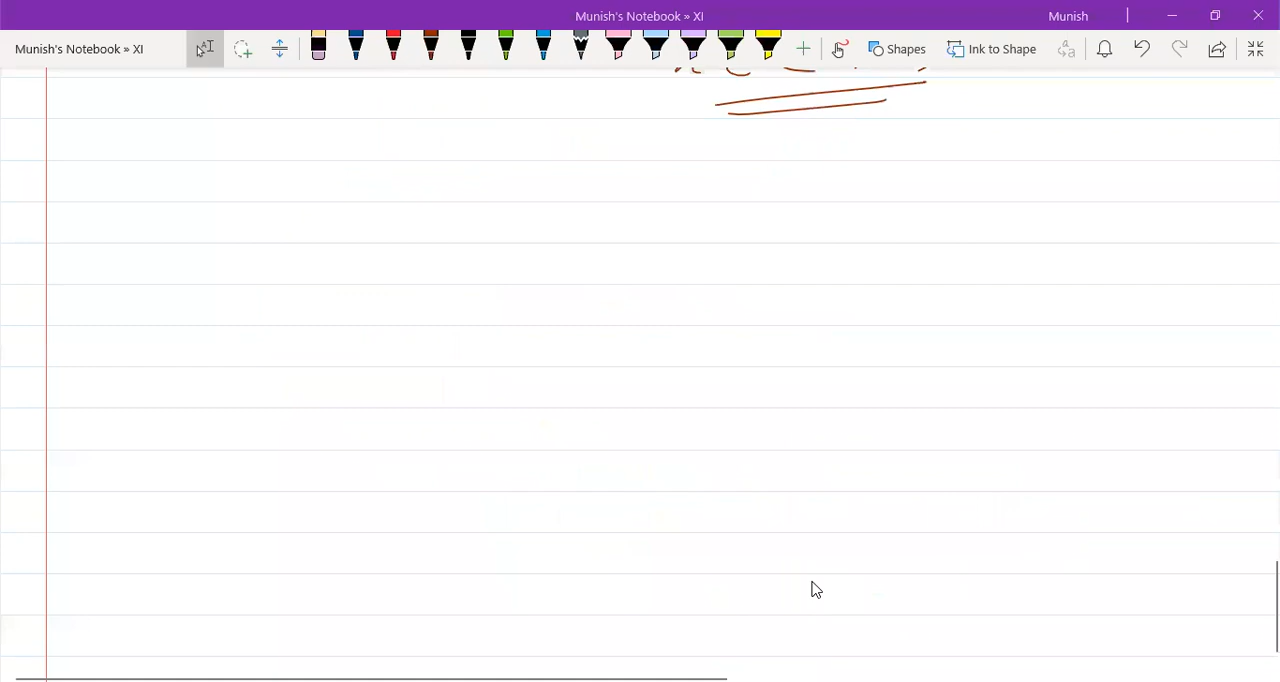 Munish's Notebook » XI
Munish
Munish's Notebook » XI
Shapes
Ink to Shape